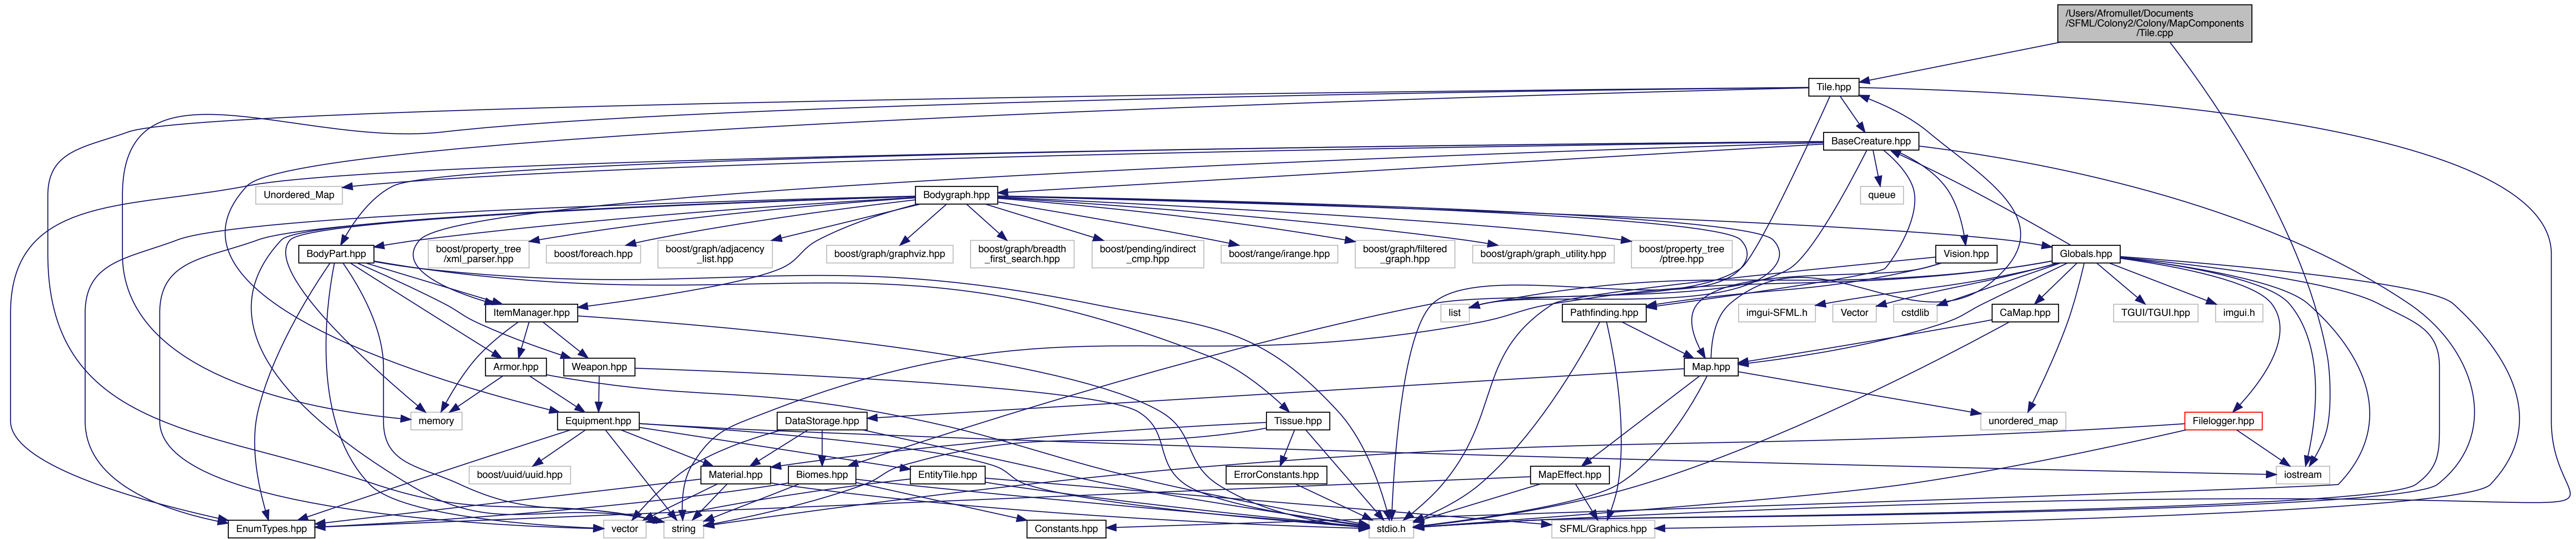 /Users/Afromullet/Documents
/SFML/Colony2/Colony/MapComponents
/Tile.cpp
Tile.hpp
BaseCreature.hpp
Unordered_Map
Bodygraph.hpp
queue
BodyPart.hpp
boost/property_tree
/xml_parser.hpp
boost/foreach.hpp
boost/graph/adjacency
_list.hpp
boost/graph/graphviz.hpp
boost/graph/breadth
_first_search.hpp
boost/pending/indirect
_cmp.hpp
boost/range/irange.hpp
boost/graph/filtered
_graph.hpp
boost/graph/graph_utility.hpp
boost/property_tree
/ptree.hpp
Vision.hpp
Globals.hpp
ItemManager.hpp
list
Pathfinding.hpp
imgui-SFML.h
Vector
cstdlib
CaMap.hpp
TGUI/TGUI.hpp
imgui.h
Armor.hpp
Weapon.hpp
Map.hpp
memory
Equipment.hpp
DataStorage.hpp
Tissue.hpp
unordered_map
Filelogger.hpp
boost/uuid/uuid.hpp
Material.hpp
Biomes.hpp
EntityTile.hpp
ErrorConstants.hpp
MapEffect.hpp
iostream
EnumTypes.hpp
vector
string
Constants.hpp
stdio.h
SFML/Graphics.hpp